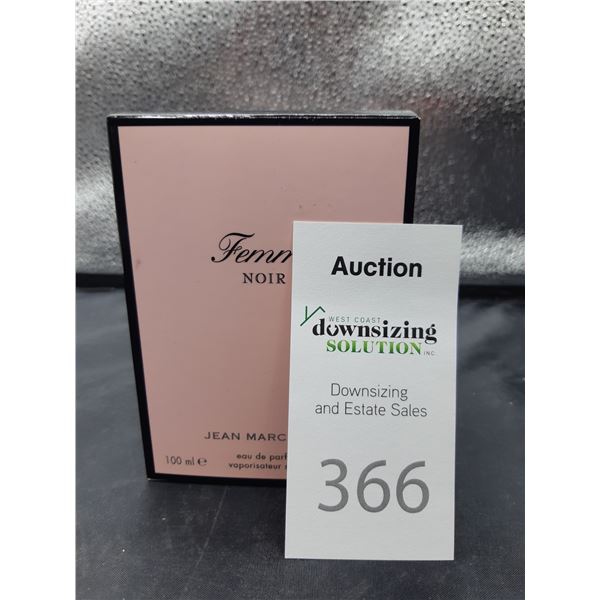 Femm
NOIR
JEAN MARC
eau de parf
100 ml e
vaporisateur
Auction
WEST COAST
downsizing
SOLUTION INC.
Downsizing
and Estate Sales
366